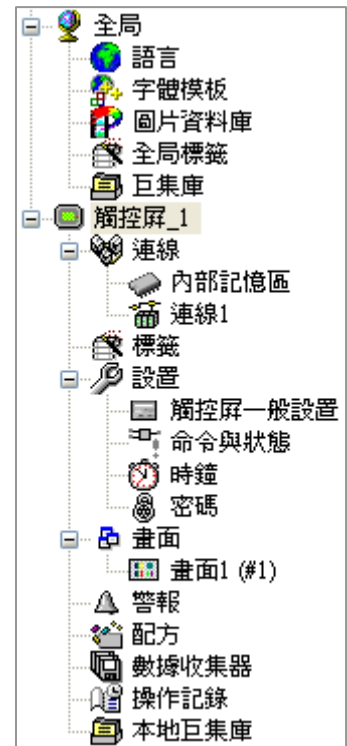 全局
語言
字體模板
圖片資料庫
全局標籤
巨集庫
觸控屏_1
連線
內部記憶區
連線1
標籤
設置
觸控屏一般設置
命令與狀態
時鐘
密碼
畫面
畫面1 (#1)
警報
配方
數據收集器
操作記錄
本地巨集庫